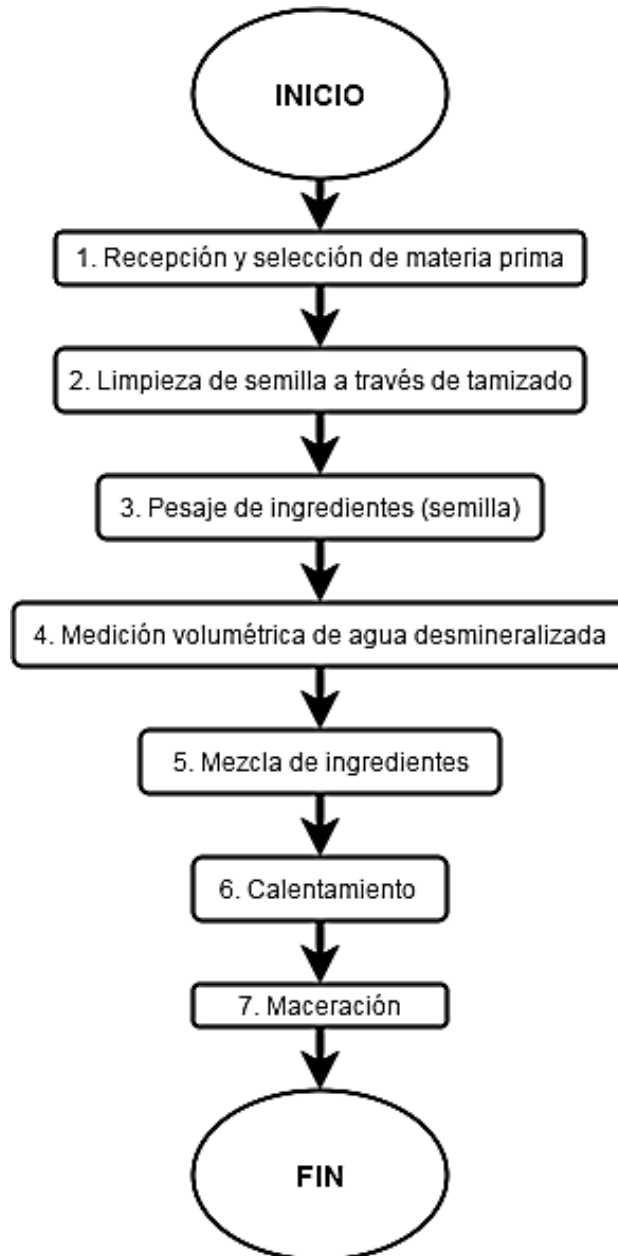 INICIO
1. Recepción y selección de materia prima
2. Limpieza de semilla a través de tamizado
3. Pesaje de ingredientes (semilla)
4. Medición volumétrica de agua desmineralizada
5. Mezcla de ingredientes
6. Calentamiento
7. Maceración
FIN